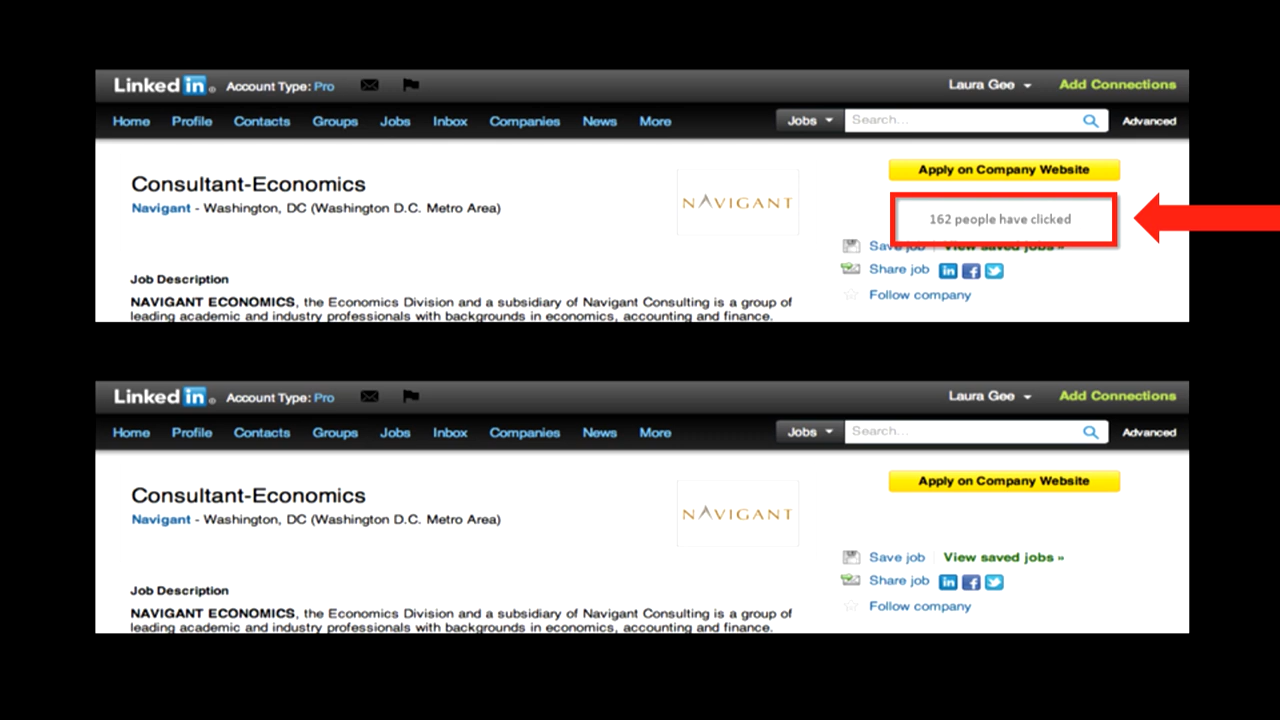 Linked in® Account Type: Pro Laura Gee Add Connections
Home Profile Contacts Groups Jobs Inbox Companies News More Jobs Search... Advanced
Apply on Company Website
Consultant-Economics
NAVIGANT
Navigant - Washington, DC (Washington D.C. Metro Area)
162 people have clicked
Save job View saved jobs »
Share job in f
Job Description
Follow company
NAVIGANT ECONOMICS, the Economics Division and a subsidiary of Navigant Consulting is a group of
leading academic and industry professionals with backgrounds in economics, accounting and finance.
Linked in® Account Type: Pro Laura Gee Add Connections
Home Profile Contacts Groups Jobs Inbox Companies News More Jobs Search... Advanced
Apply on Company Website
Consultant-Economics
NAVIGANT
Navigant - Washington, DC (Washington D.C. Metro Area)
Save job View saved jobs »
Share job in f
Job Description
Follow company
NAVIGANT ECONOMICS, the Economics Division and a subsidiary of Navigant Consulting is a group of
leading academic and industry professionals with backgrounds in economics, accounting and finance.